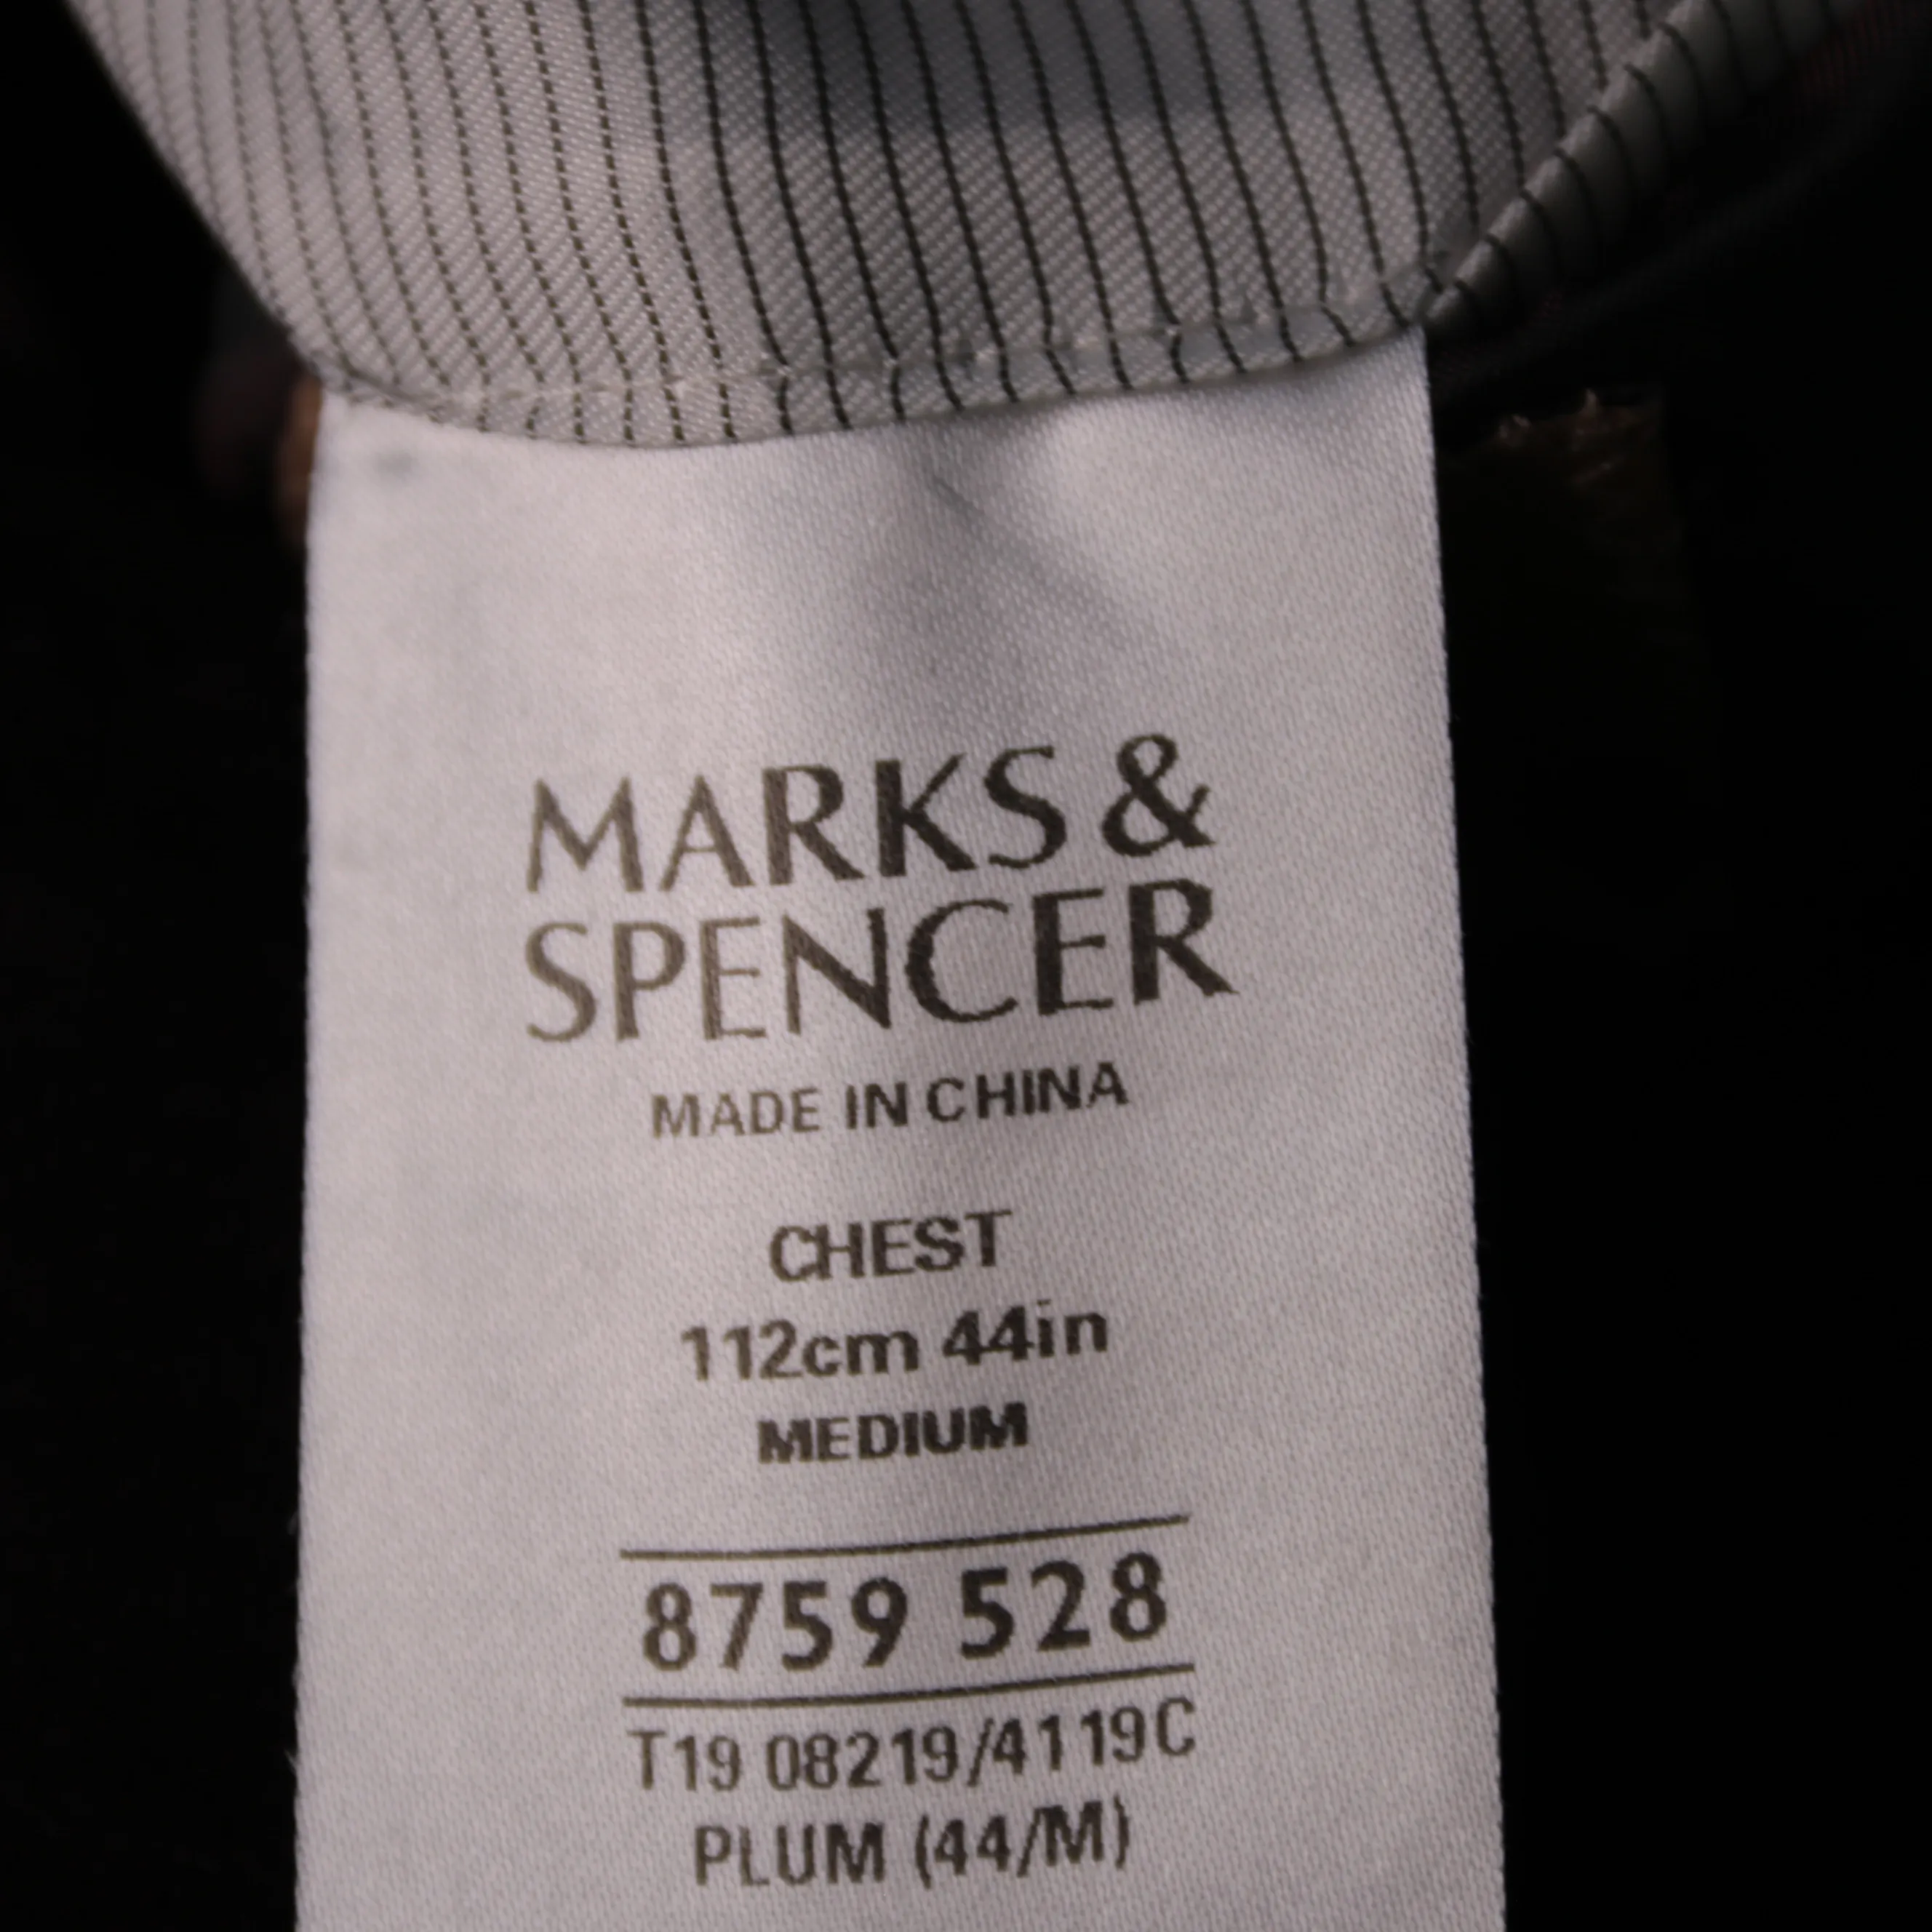 MARKS &
SPENCER
MADE IN CHINA
CHEST
112cm 44in
MEDIUM
8759 528
T19 08219/4119C
PLUM (44/M)